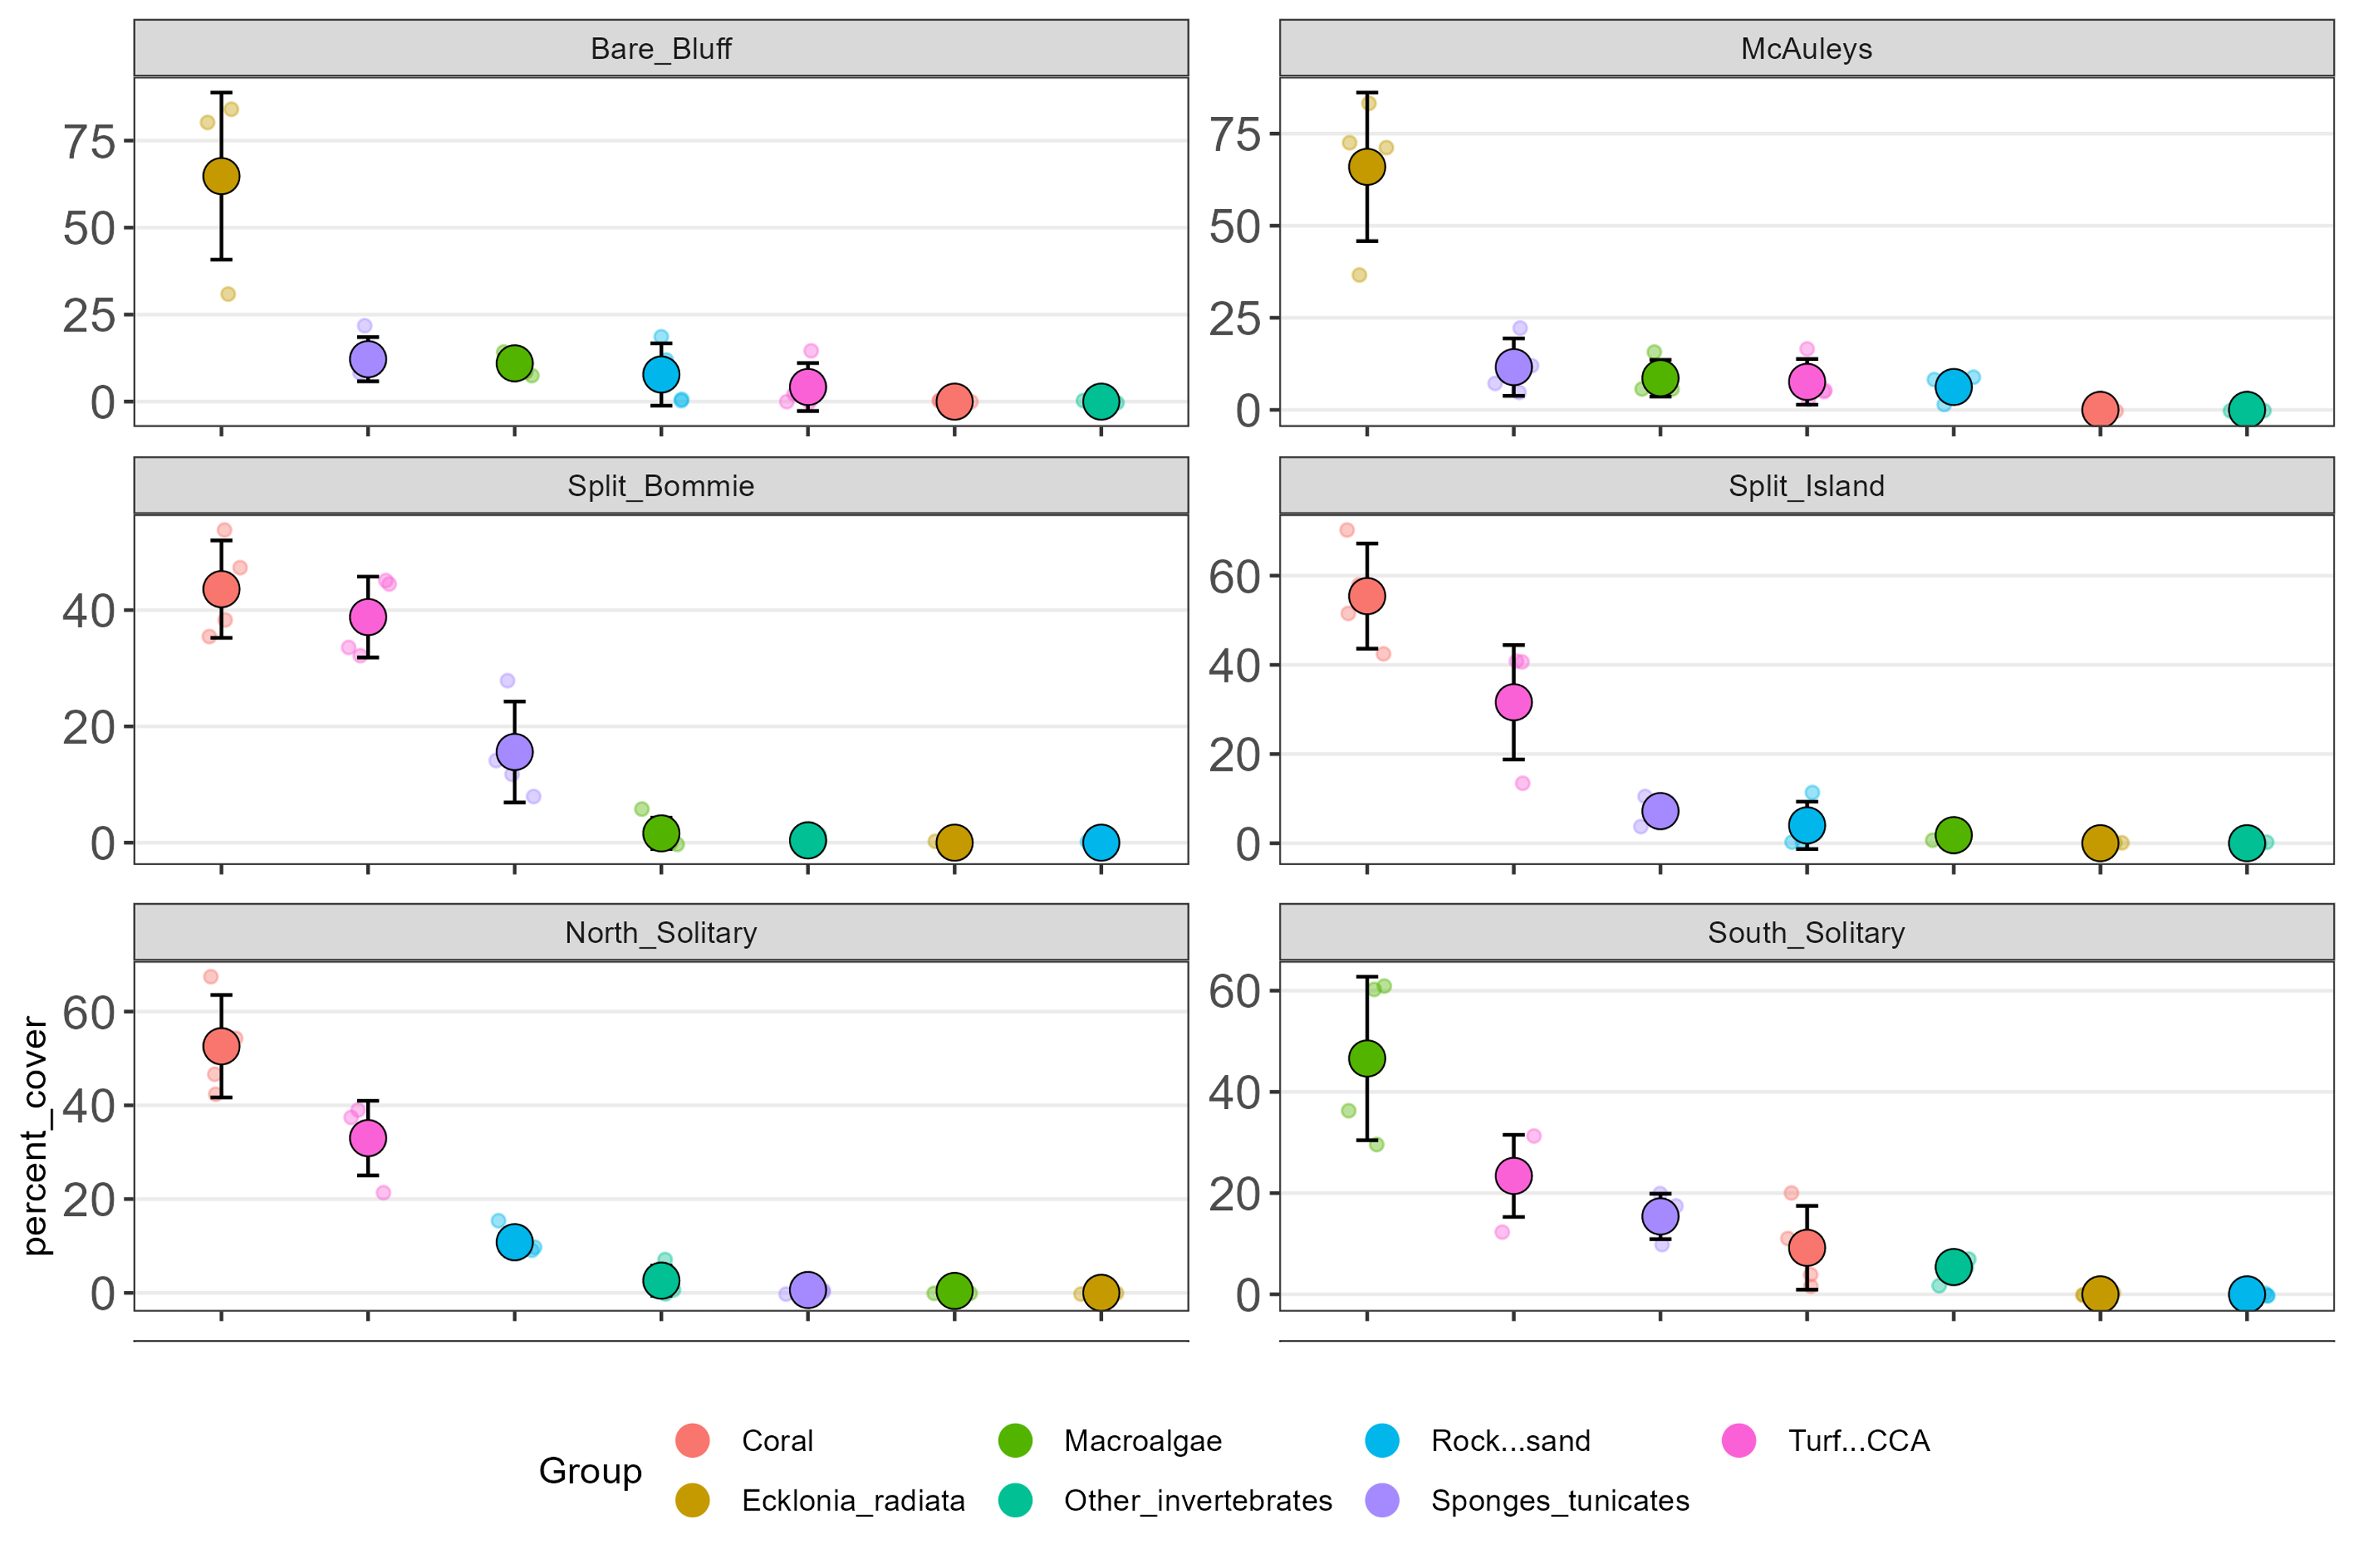 Bare_Bluff
McAuleys
75
50
25
0
75
50
25
0
Split_Bommie
Split_Island
40
20
0
60
40
20
0
North_Solitary
South_Solitary
percent_cover
60
40
20
0
60
40
20
0
Group
Coral
Macroalgae
Rock...sand
Turf...CCA
Ecklonia_radiata
Other_invertebrates
Sponges_tunicates